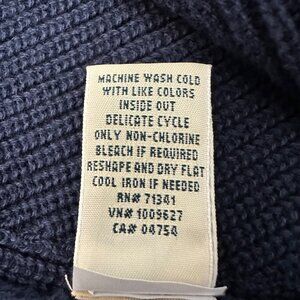 MACHINE WASH COLD
WITH LIKE COLORS
INSIDE OUT
DELICATE CYCLE
ONLY NON-CHLORINE
BLEACH IF REQUIRED
RESHAPE AND DRY FLAT
COOL IRON IF NEEDED
RN# 71341
VN# 1009627
CA# 04754